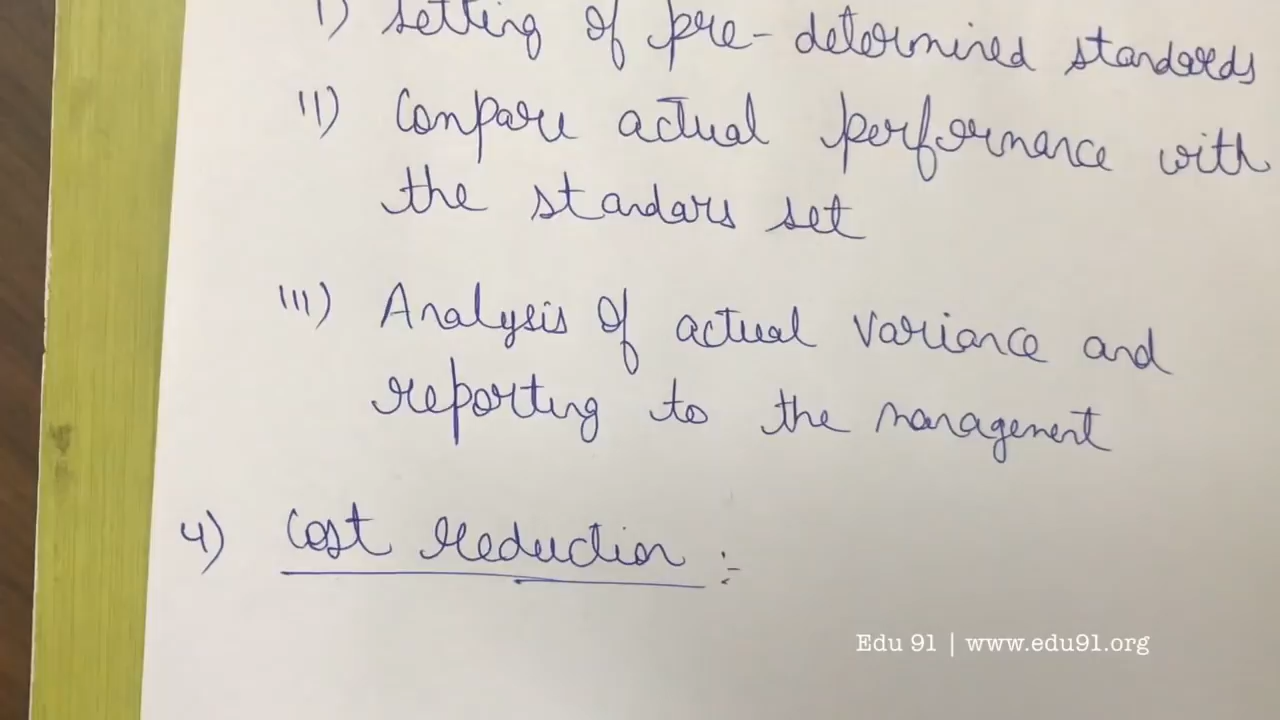 i) Setting of pre-determined standards
ii) Compare actual performance with
the standars set
iii) Analysis of actual variance and
reporting to the management
4) Cost reduction :-
Edu 91 | www.edu91.org